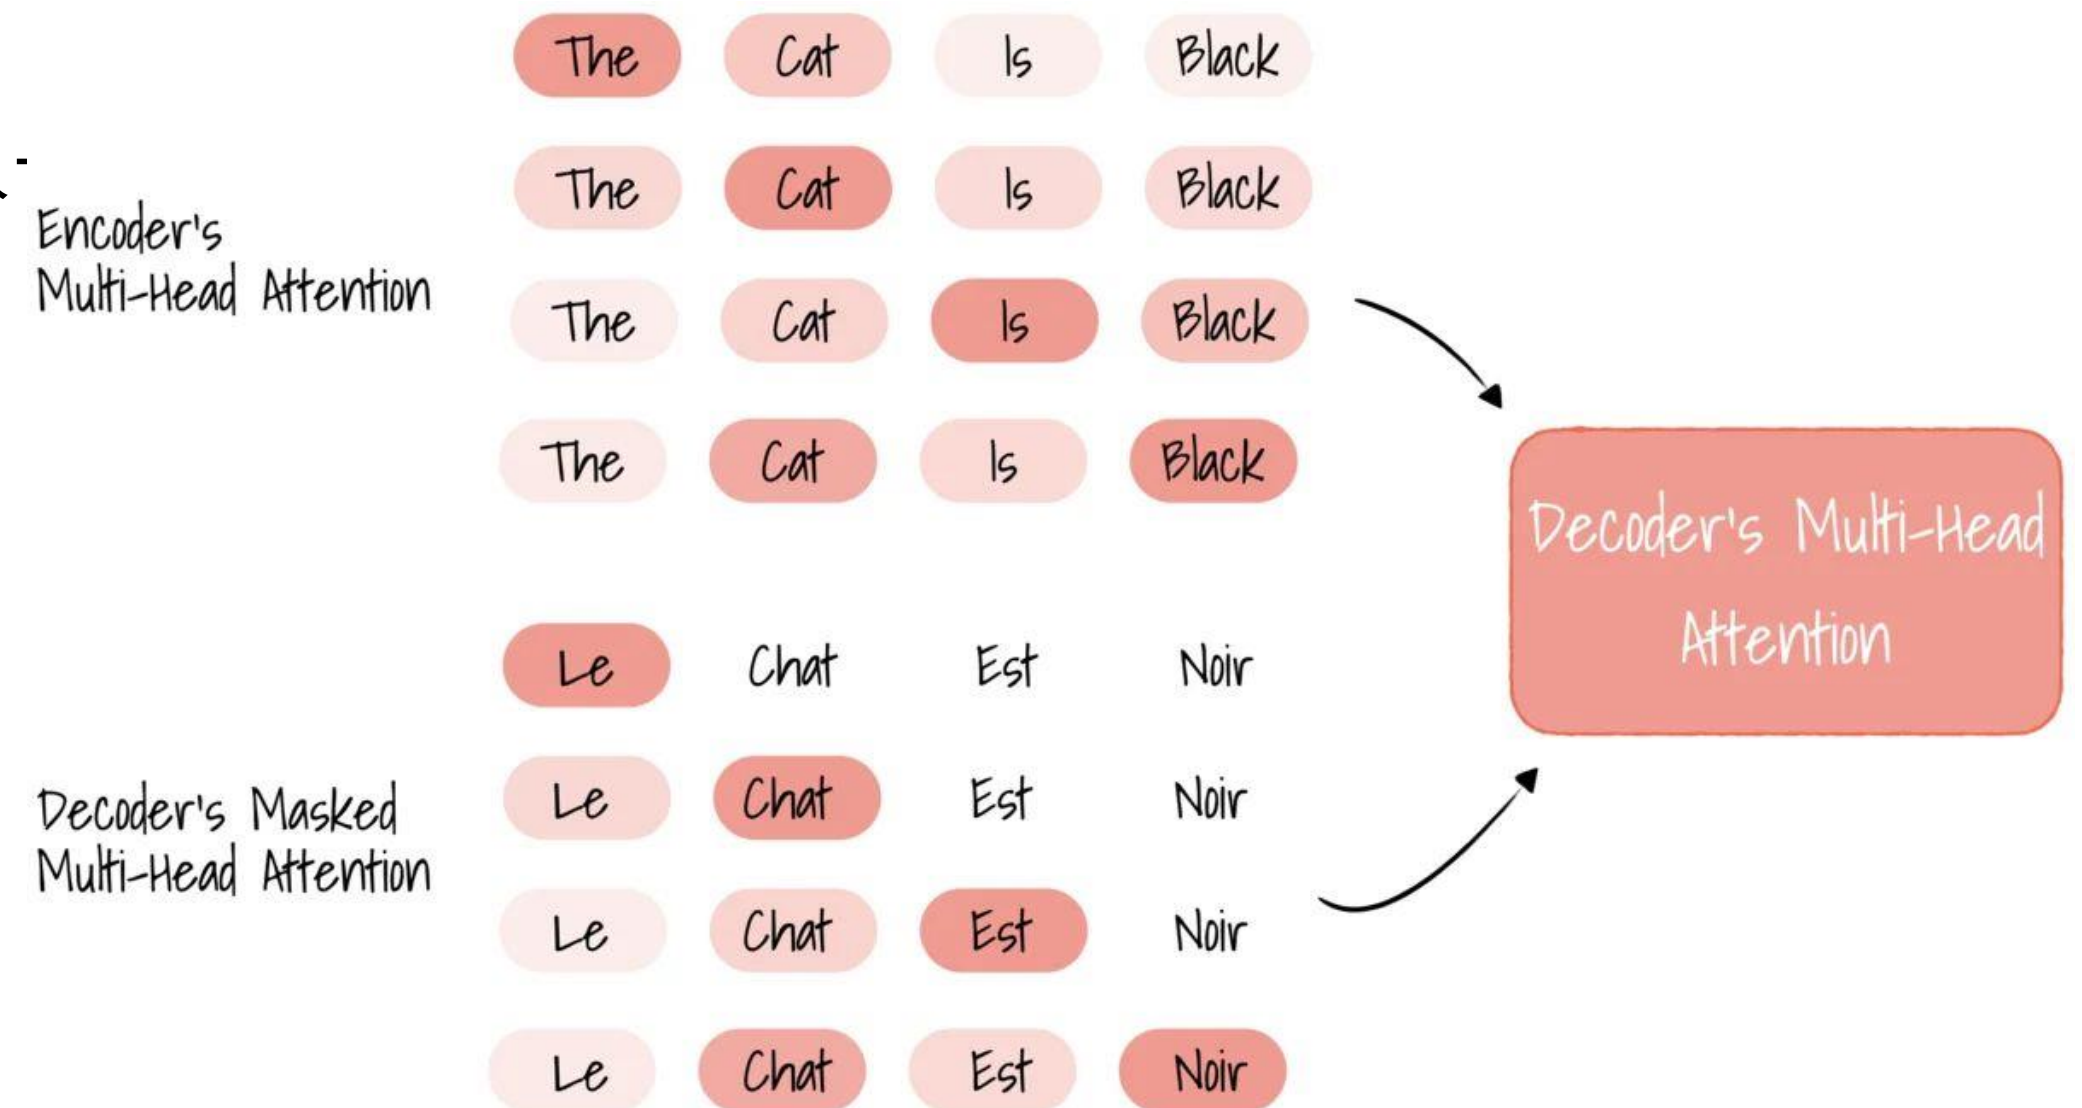 The Cat Is Black
The Cat Is Black
Encoder's
Multi-Head Attention
The Cat Is Black
The Cat Is Black
Decoder's Multi-Head
Attention
Le Chat Est Noir
Le Chat Est Noir
Decoder's Masked
Multi-Head Attention
Le Chat Est Noir
Le Chat Est Noir